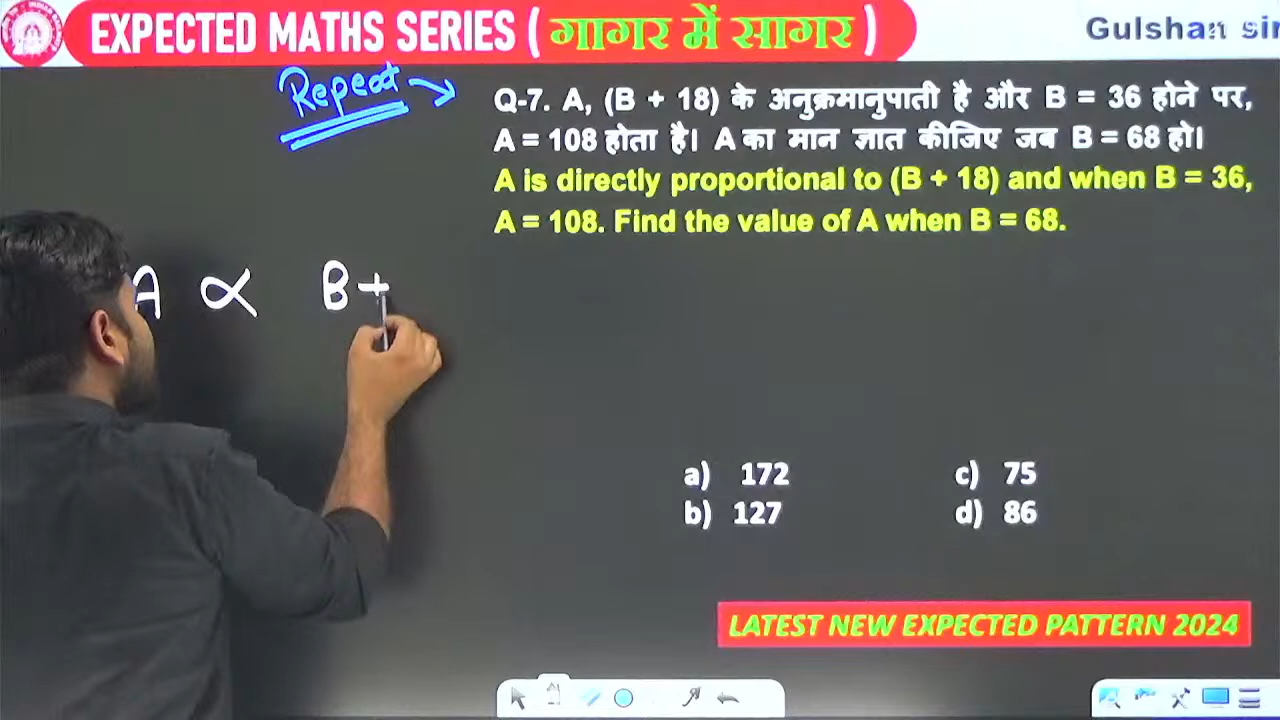 EXPECTED MATHS SERIES ( गागर में सागर )
Gulshan sir
Repeat
Q-7. A, (B + 18) के अनुक्रमानुपाती है और B = 36 होने पर,
A = 108 होता है। A का मान ज्ञात कीजिए जब B = 68 हो।
A is directly proportional to (B + 18) and when B = 36,
A = 108. Find the value of A when B = 68.
A ∝ B +
a) 172
c) 75
b) 127
d) 86
LATEST NEW EXPECTED PATTERN 2024